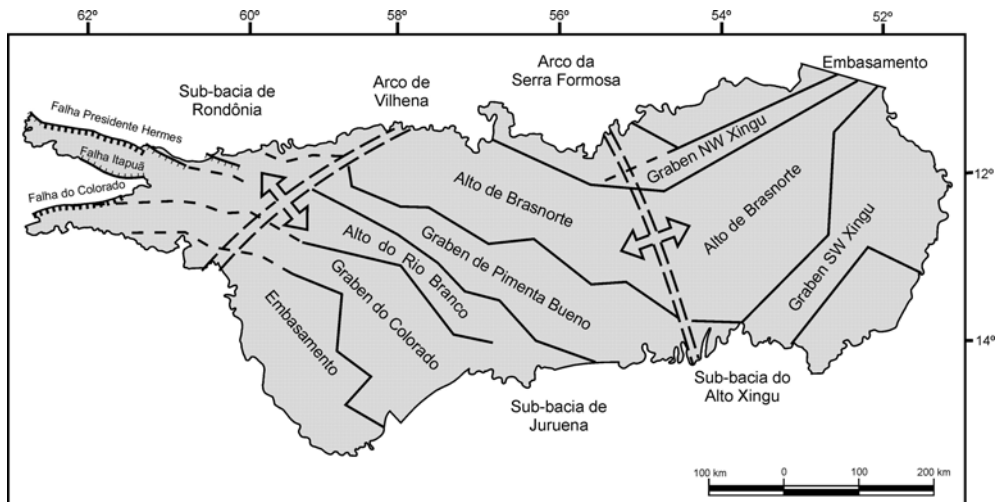 62º
60º
58º
56º
54º
52º
Sub-bacia de
Rondônia
Arco de
Vilhena
Arco da
Serra Formosa
Embasamento
Falha Presidente Hermes
Falha Itapuã
Falha do Colorado
Graben NW Xingu
12º
Alto de Brasnorte
Alto de Brasnorte
Graben SW Xingu
Alto do Rio Branco
Graben de Pimenta Bueno
Graben do Colorado
Embasamento
14º
Sub-bacia de
Juruena
Sub-bacia do
Alto Xingu
100 km
0
100
200 km